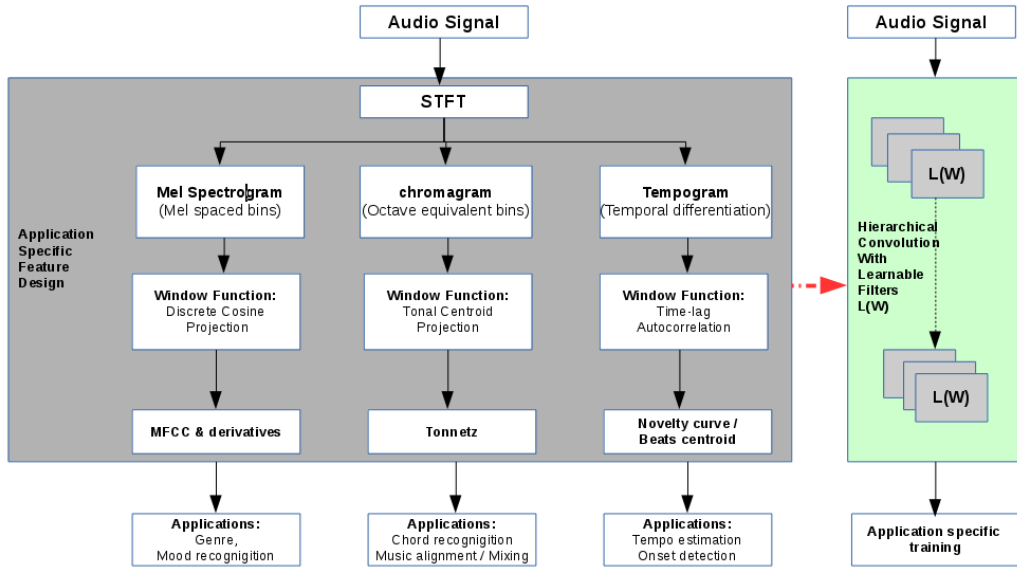 Audio Signal
Audio Signal
STFT
Mel Spectrogram
(Mel spaced bins)
chromagram
(Octave equivalent bins)
Tempogram
(Temporal differentiation)
L(W)
Application
Specific
Feature
Design
Hierarchical
Convolution
With
Learnable
Filters
L(W)
Window Function:
Discrete Cosine
Projection
Window Function:
Tonal Centroid
Projection
Window Function:
Time-lag
Autocorrelation
L(W)
MFCC & derivatives
Tonnetz
Novelty curve /
Beats centroid
Applications:
Genre,
Mood recognigition
Applications:
Chord recognigition
Music alignment / Mixing
Applications:
Tempo estimation
Onset detection
Application specific
training